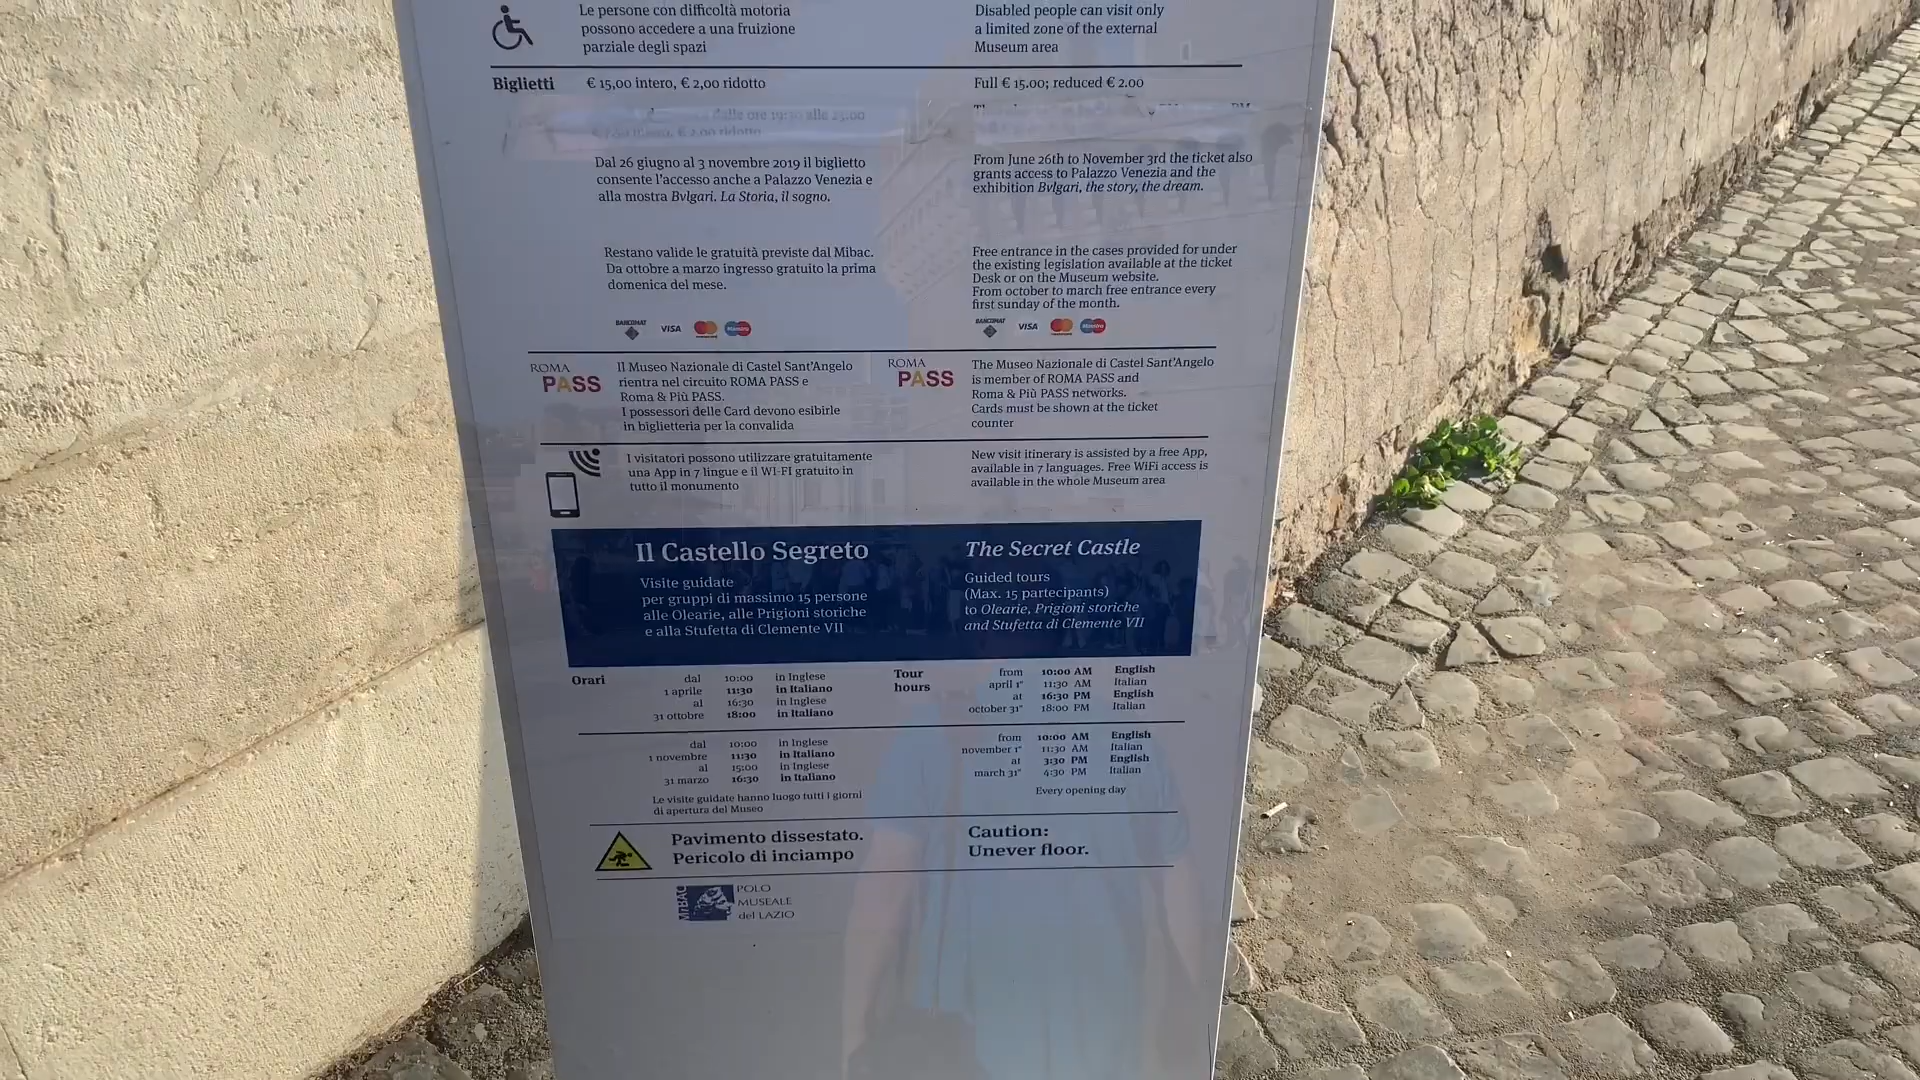 Le persone con difficoltà motoria
possono accedere a una fruizione
parziale degli spazi
Disabled people can visit only
a limited zone of the external
Museum area
Biglietti
€ 15,00 intero, € 2,00 ridotto
Full € 15.00; reduced € 2.00
dalle ore 19:30 alle 23:00
€ 2,00 ridotto
Dal 26 giugno al 3 novembre 2019 il biglietto
consente l'accesso anche a Palazzo Venezia e
alla mostra Bvlgari. La Storia, il sogno.
From June 26th to November 3rd the ticket also
grants access to Palazzo Venezia and the
exhibition Bvlgari, the story, the dream.
Restano valide le gratuità previste dal Mibac.
Da ottobre a marzo ingresso gratuito la prima
domenica del mese.
Free entrance in the cases provided for under
the existing legislation available at the ticket
Desk or on the Museum website.
From october to march free entrance every
first sunday of the month.
BANCOMAT VISA Maestro
BANCOMAT VISA Maestro
ROMA
PASS
Il Museo Nazionale di Castel Sant'Angelo
rientra nel circuito ROMA PASS e
Roma & Più PASS.
I possessori delle Card devono esibirle
in biglietteria per la convalida
ROMA
PASS
The Museo Nazionale di Castel Sant'Angelo
is member of ROMA PASS and
Roma & Più PASS networks.
Cards must be shown at the ticket
counter
I visitatori possono utilizzare gratuitamente
una App in 7 lingue e il WI-FI gratuito in
tutto il monumento
New visit itinerary is assisted by a free App,
available in 7 languages. Free WiFi access is
available in the whole Museum area
Il Castello Segreto
Visite guidate
per gruppi di massimo 15 persone
alle Olearie, alle Prigioni storiche
e alla Stufetta di Clemente VII
The Secret Castle
Guided tours
(Max. 15 partecipants)
to Olearie, Prigioni storiche
and Stufetta di Clemente VII
Orari
dal 10:00 in Inglese
1 aprile 11:30 in Italiano
al 16:30 in Inglese
31 ottobre 18:00 in Italiano
Tour
hours
from 10:00 AM English
april 1st 11:30 AM Italian
at 16:30 PM English
october 31st 18:00 PM Italian
dal 10:00 in Inglese
1 novembre 11:30 in Italiano
al 15:00 in Inglese
31 marzo 16:30 in Italiano
Le visite guidate hanno luogo tutti i giorni
di apertura del Museo
from 10:00 AM English
november 1st 11:30 AM Italian
at 3:30 PM English
march 31st 4:30 PM Italian
Every opening day
Pavimento dissestato.
Pericolo di inciampo
Caution:
Unever floor.
MIBAC
POLO
MUSEALE
del LAZIO